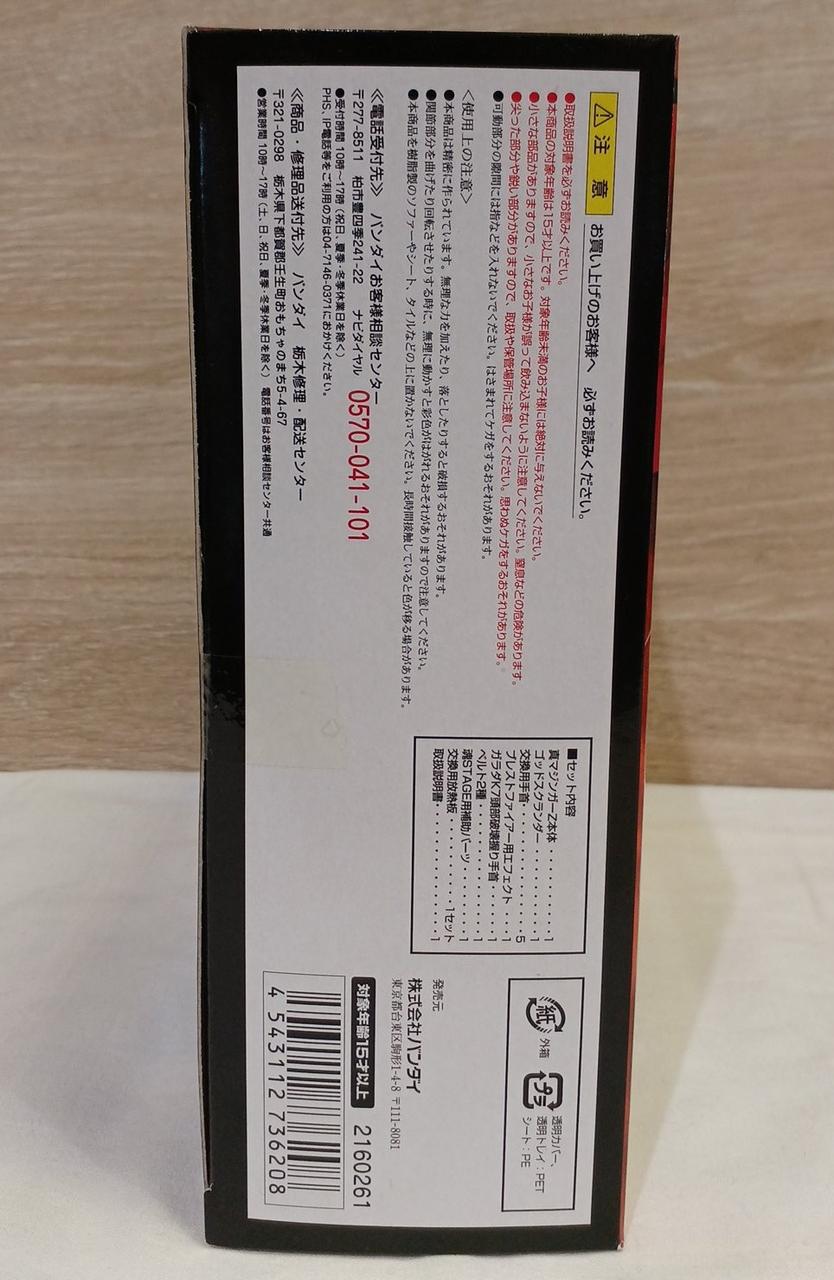 注意 お買い上げのお客様へ 必ずお読みください。
●取扱説明書を必ずお読みください。
●本商品の対象年齢は15才以上です。対象年齢未満のお子様には絶対に与えないでください。
●小さな部品がありますので、小さなお子様が誤って飲み込まないように注意してください。窒息などの危険があります。
●尖った部分や鋭い部分がありますので、取扱や保管場所に注意してください。思わぬケガをするおそれがあります。
●可動部分の隙間には指などを入れないでください。はさまれてケガをするおそれがあります。
<使用上の注意>
●本商品は精密に作られています。無理な力を加えたり、落としたりすると破損するおそれがあります。
●関節部分を曲げたり回転させたりする時に、無理に動かすと彩色がはがれるおそれがありますので注意してください。
●本商品を樹脂製のソファーやシート、タイルなどの上に置かないでください。長時間接触していると色が移る場合があります。
≪電話受付先≫ バンダイお客様相談センター
〒277-8511 柏市豊四季241-22 ナビダイヤル 0570-041-101
●受付時間 10時~17時(祝日、夏季・冬季休業日を除く)
PHS、IP電話等をご利用の方は04-7146-0371におかけください。
≪商品・修理品送付先≫ バンダイ 栃木修理・配送センター
〒321-0298 栃木県下都賀郡壬生町おもちゃのまち5-4-67
●営業時間 10時~17時(土、日、祝日、夏季・冬季休業日を除く) 電話番号はお客様相談センター共通
■セット内容
真マジンガーZ本体・・・・・・・・・・1
ゴッドスクランダー・・・・・・・・・・1
交換用手首・・・・・・・・・・・・・・5
ブレストファイアー用エフェクト・・・1
ガラダK7頭部破壊握り手首・・・・・・1
ベルト2種・・・・・・・・・・・・・・1
魂STAGE用補助パーツ・・・・・・・・1
交換用放熱板・・・・・・・・・1セット
取扱説明書・・・・・・・・・・・・・・1
紙 外箱
プラ 透明カバー、
透明トレイ:PET
シート:PE
発売元
株式会社バンダイ
東京都台東区駒形1-4-8 〒111-8081
対象年齢15才以上 2160261
4 543112 736208